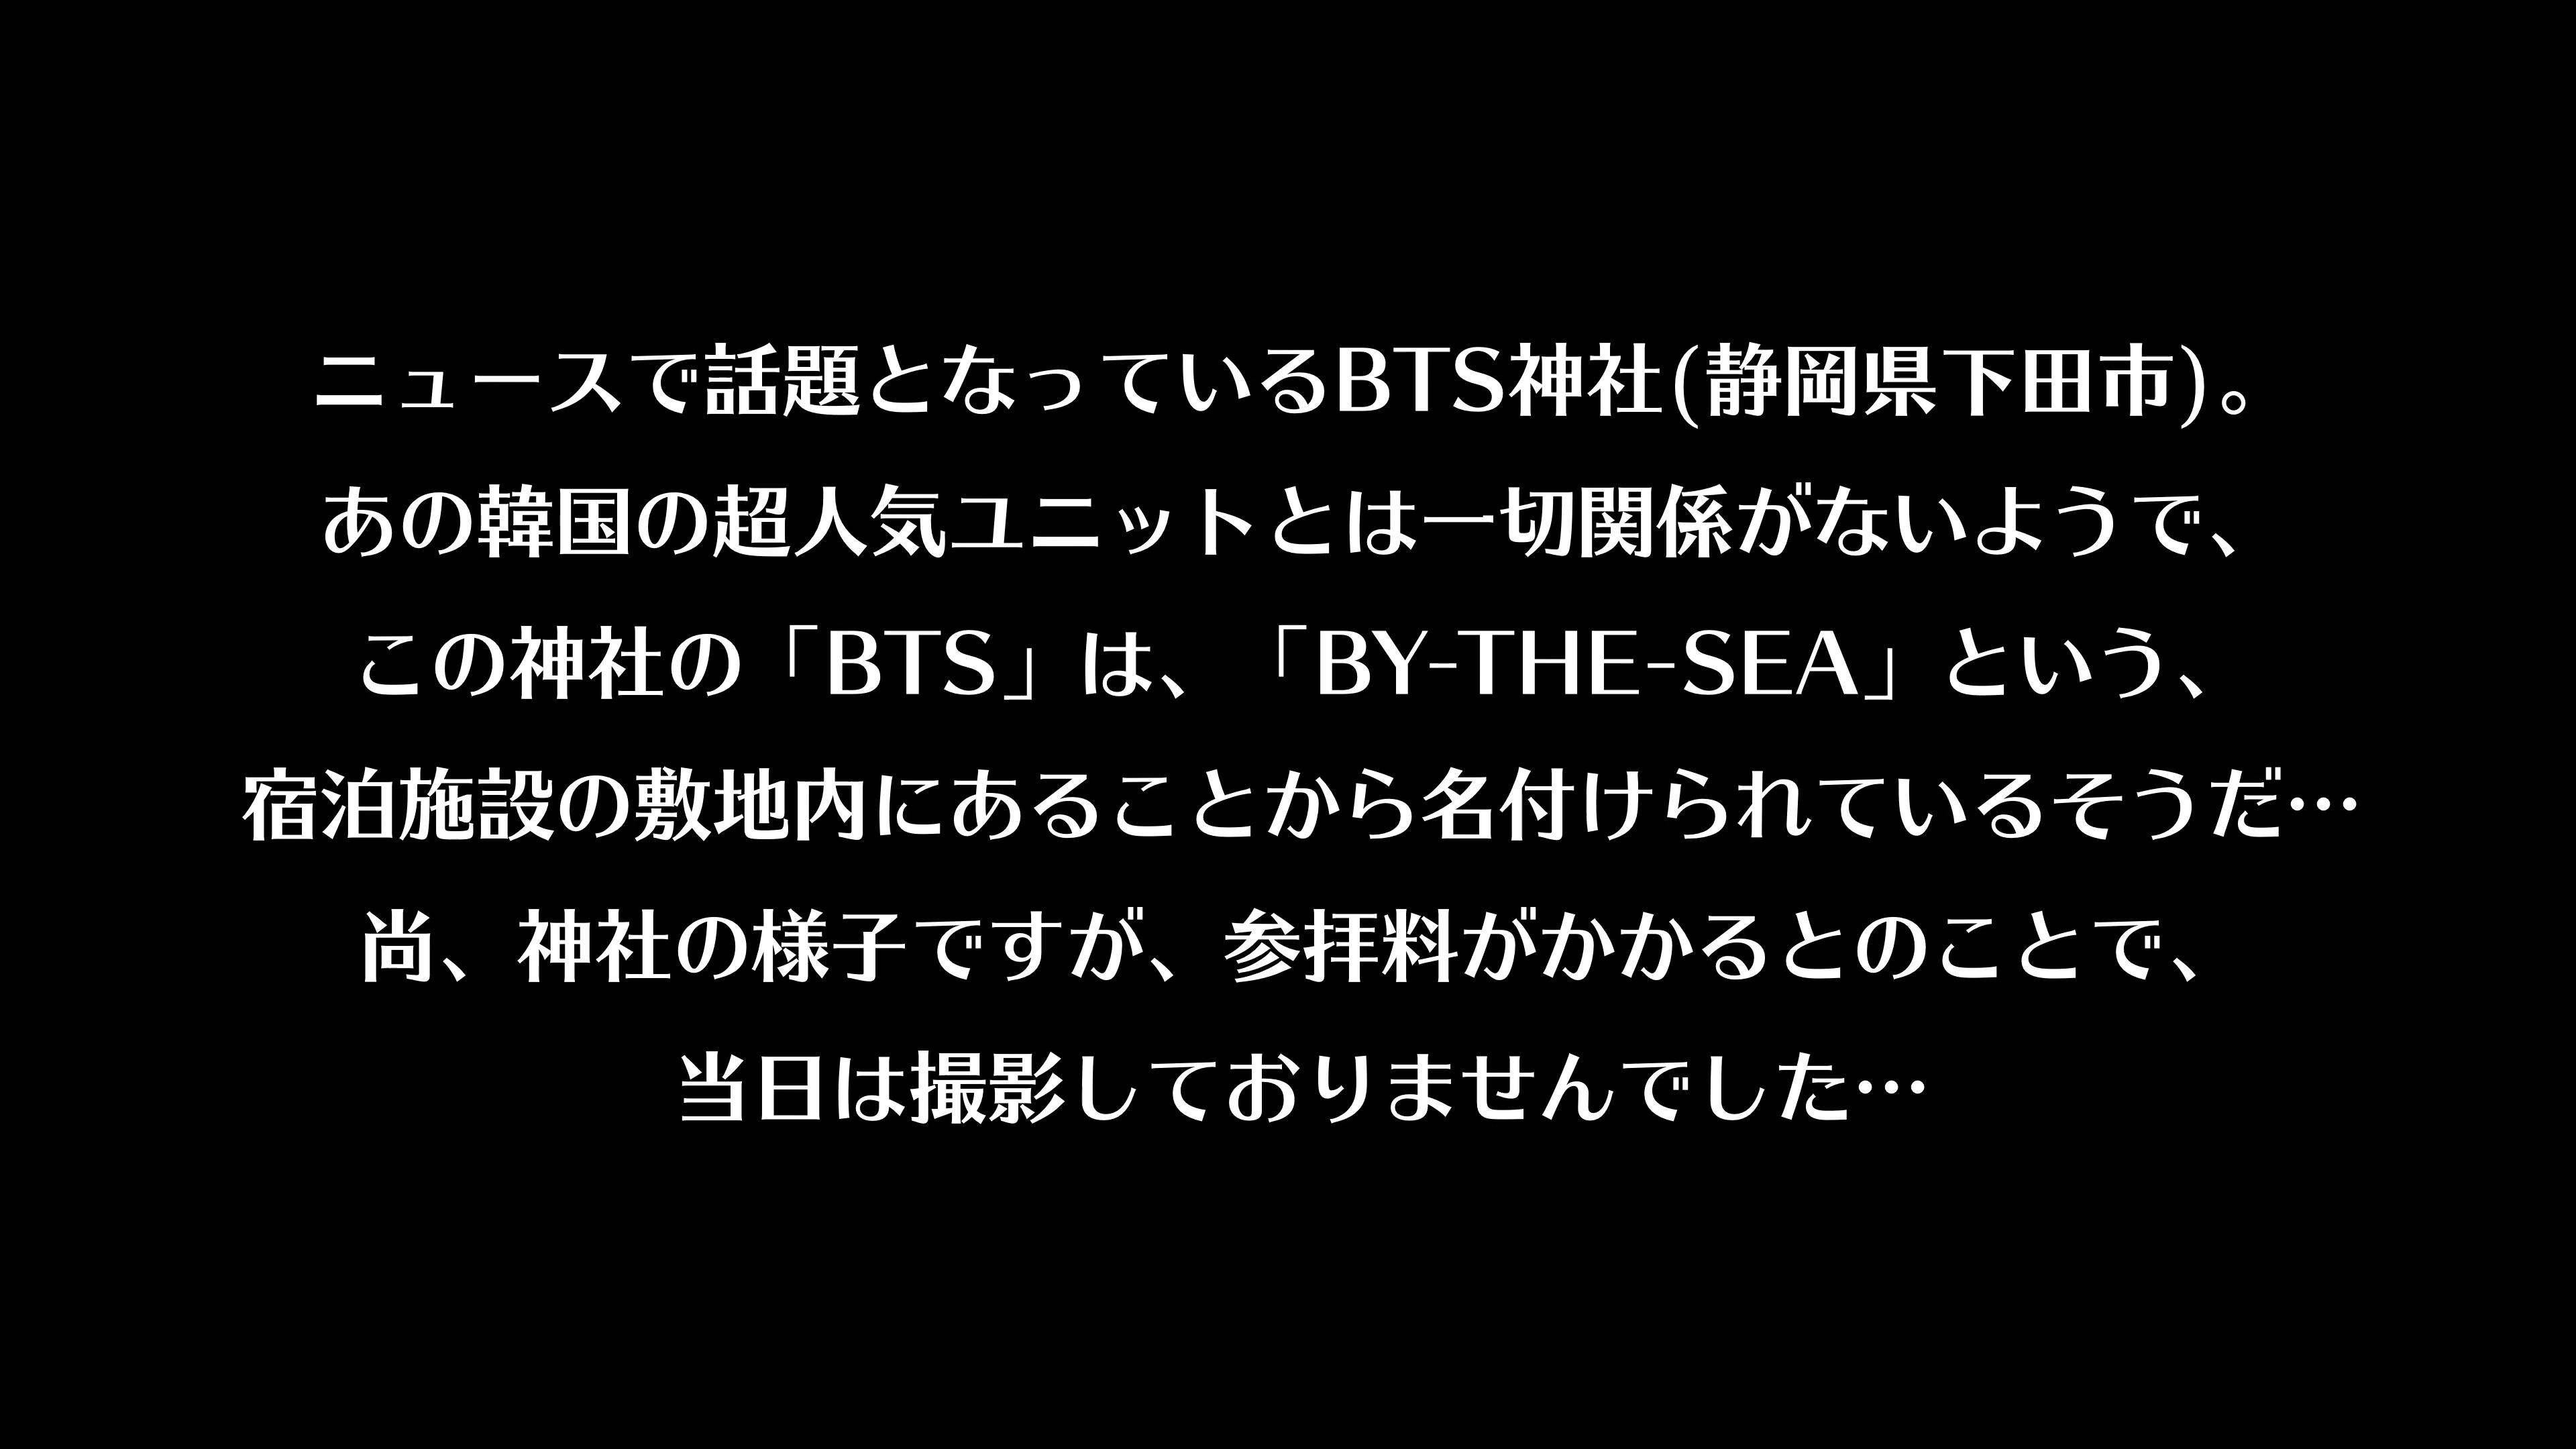 ニュースで話題となっているBTS神社(静岡県下田市)。
あの韓国の超人気ユニットとは一切関係がないようで、
この神社の「BTS」は、「BY-THE-SEA」という、
宿泊施設の敷地内にあることから名付けられているそうだ…
尚、神社の様子ですが、参拝料がかかるとのことで、
当日は撮影しておりませんでした…